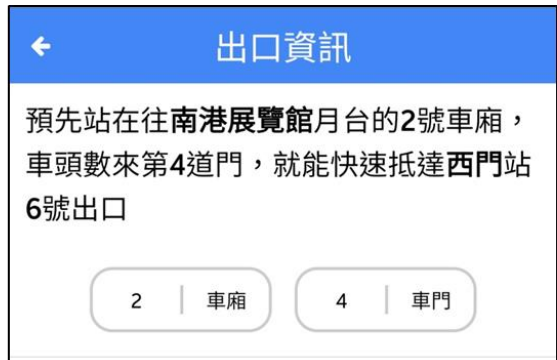 出口資訊
預先站在往南港展覽館月台的2號車廂，
車頭數來第4道門，就能快速抵達西門站
6號出口
2 | 車廂 4 | 車門